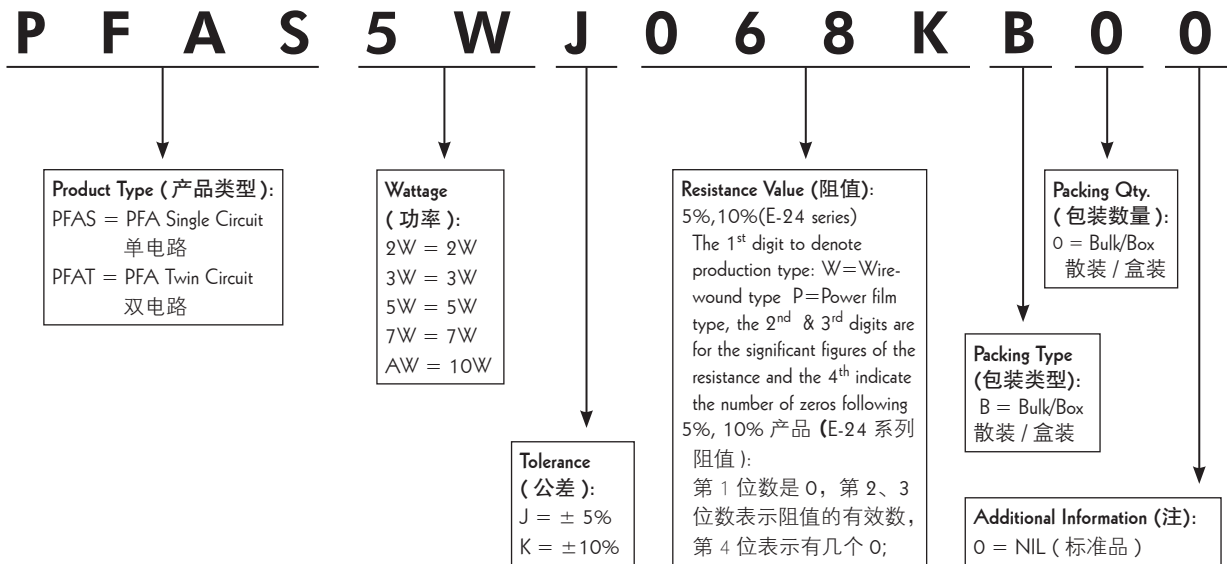 P F A S 5 W J 0 6 8 K B 0 0
Product Type (产品类型):
PFAS = PFA Single Circuit
单电路
PFAT = PFA Twin Circuit
双电路
Wattage
(功率):
2W = 2W
3W = 3W
5W = 5W
7W = 7W
AW = 10W
Tolerance
(公差):
J = ± 5%
K = ±10%
Resistance Value (阻值):
5%,10%(E-24 series)
The 1st digit to denote
production type: W=Wire-
wound type P=Power film
type, the 2nd & 3rd digits are
for the significant figures of the
resistance and the 4th indicate
the number of zeros following
5%, 10% 产品 (E-24 系列
阻值):
第 1 位数是 0，第 2、3
位数表示阻值的有效数，
第 4 位表示有几个 0;
Packing Type
(包装类型):
B = Bulk/Box
散装 / 盒装
Packing Qty.
(包装数量):
0 = Bulk/Box
散装 / 盒装
Additional Information (注):
0 = NIL (标准品)